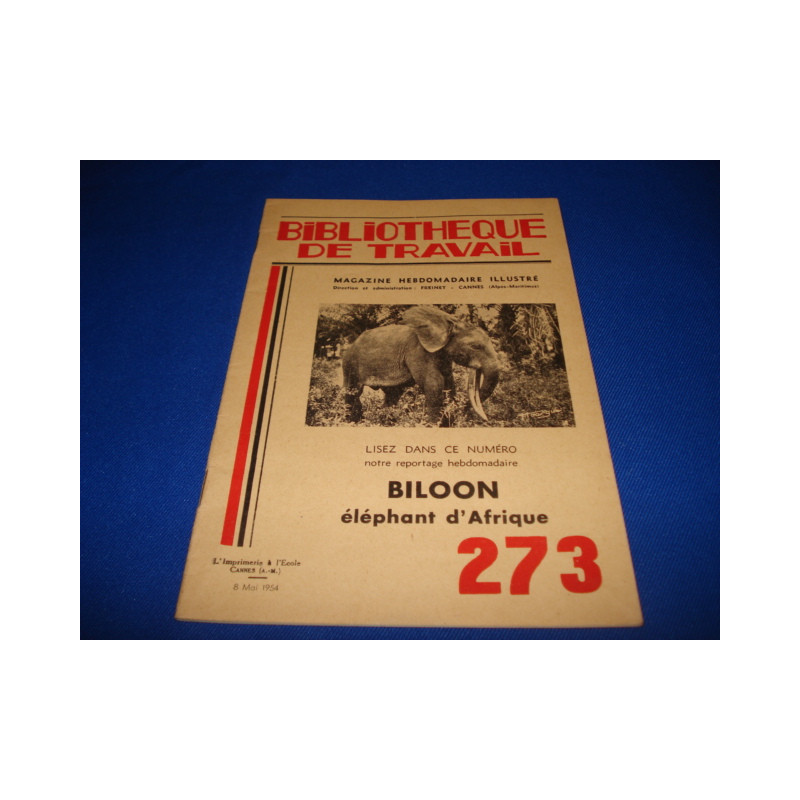 BiBLiOTHEQUE
DE TRAVAiL
MAGAZINE HEBDOMADAIRE ILLUSTRÉ
Direction et administration : FERINEY - CANNES (Alpes-Maritimes)
LISEZ DANS CE NUMÉRO
notre reportage hebdomadaire
BILOON
éléphant d'Afrique
273
L'Imprimerie à l'Ecole
CANNES (A.-M.)
8 Mai 1954